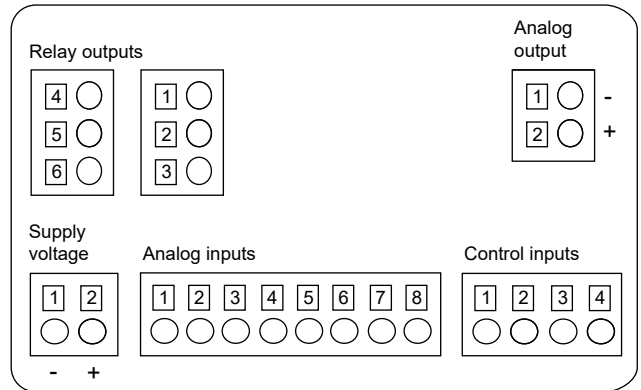 Relay outputs
4
5
6
1
2
3
Analog
output
1 -
2 +
Supply
voltage
1 2
- +
Analog inputs
1 2 3 4 5 6 7 8
Control inputs
1 2 3 4